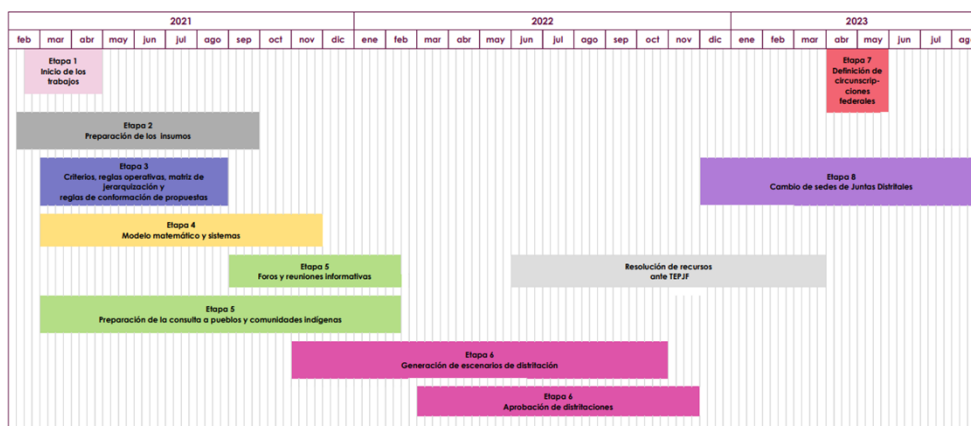 2021 2022 2023
feb mar abr may jun jul ago sep oct nov dic ene feb mar abr may jun jul ago sep oct nov dic ene feb mar abr may jun jul ago
Etapa 1
Inicio de los
trabajos
Etapa 7
Definición de
circunscrip-
ciones
federales
Etapa 2
Preparación de los insumos
Etapa 3
Criterios, reglas operativas, matriz de
jerarquización y
reglas de conformación de propuestas
Etapa 8
Cambio de sedes de Juntas Distritales
Etapa 4
Modelo matemático y sistemas
Etapa 5
Foros y reuniones informativas
Resolución de recursos
ante TEPJF
Etapa 5
Preparación de la consulta a pueblos y comunidades indígenas
Etapa 6
Generación de escenarios de distritación
Etapa 6
Aprobación de distritaciones